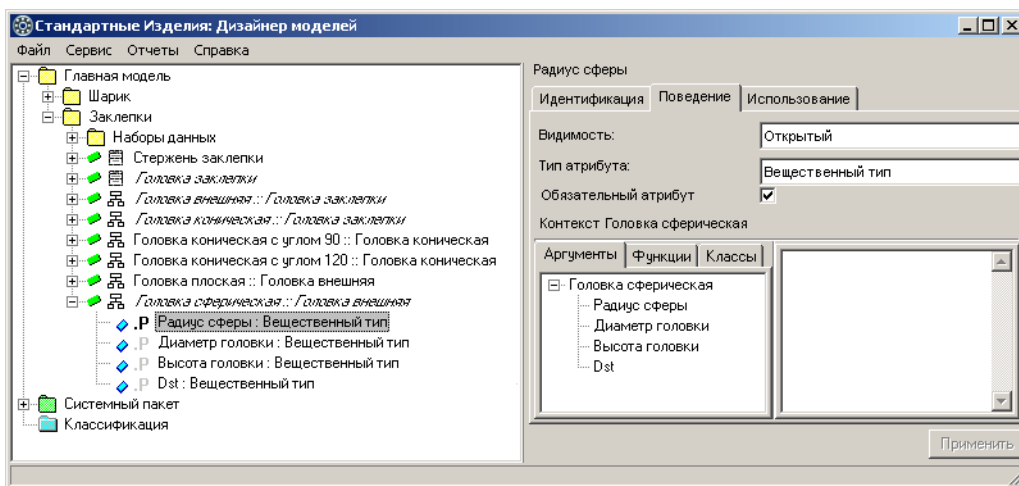 Стандартные Изделия: Дизайнер моделей
Файл Сервис Отчеты Справка
Главная модель
Шарик
Заклепки
Наборы данных
Стержень заклепки
Головка заклепки
Головка внешняя :: Головка заклепки
Головка коническая :: Головка заклепки
Головка коническая с углом 90 :: Головка коническая
Головка коническая с углом 120 :: Головка коническая
Головка плоская :: Головка внешняя
Головка сферическая :: Головка внешняя
.Р Радиус сферы : Вещественный тип
.Р Диаметр головки : Вещественный тип
.Р Высота головки : Вещественный тип
.Р Dst : Вещественный тип
Системный пакет
Классификация
Радиус сферы
Идентификация Поведение Использование
Видимость: Открытый
Тип атрибута: Вещественный тип
Обязательный атрибут
Контекст Головка сферическая
Аргументы Функции Классы
Головка сферическая
Радиус сферы
Диаметр головки
Высота головки
Dst
Применить